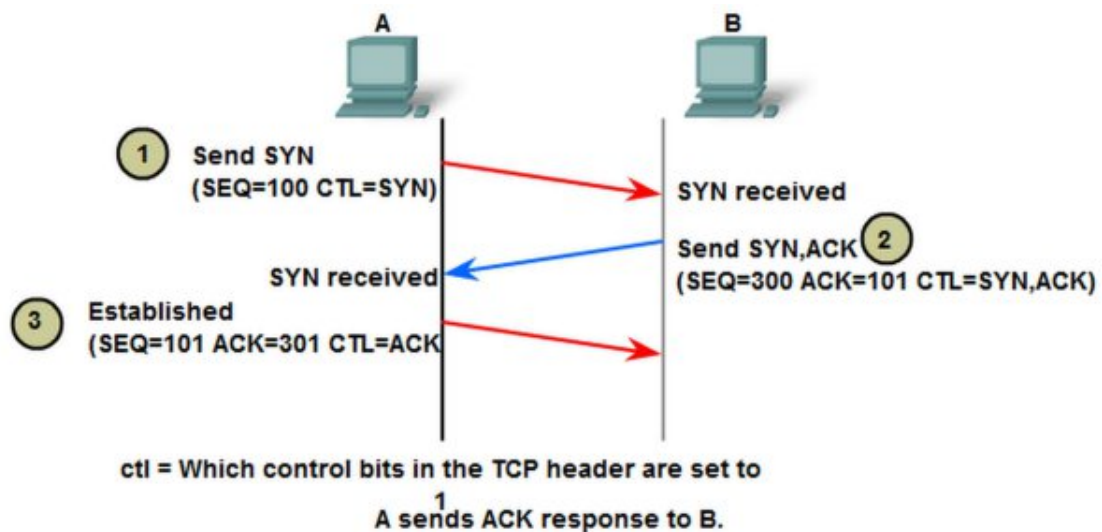 A
B
1
Send SYN
(SEQ=100 CTL=SYN)
SYN received
Send SYN,ACK
2
SYN received
(SEQ=300 ACK=101 CTL=SYN,ACK)
3
Established
(SEQ=101 ACK=301 CTL=ACK
ctl = Which control bits in the TCP header are set to
1
A sends ACK response to B.